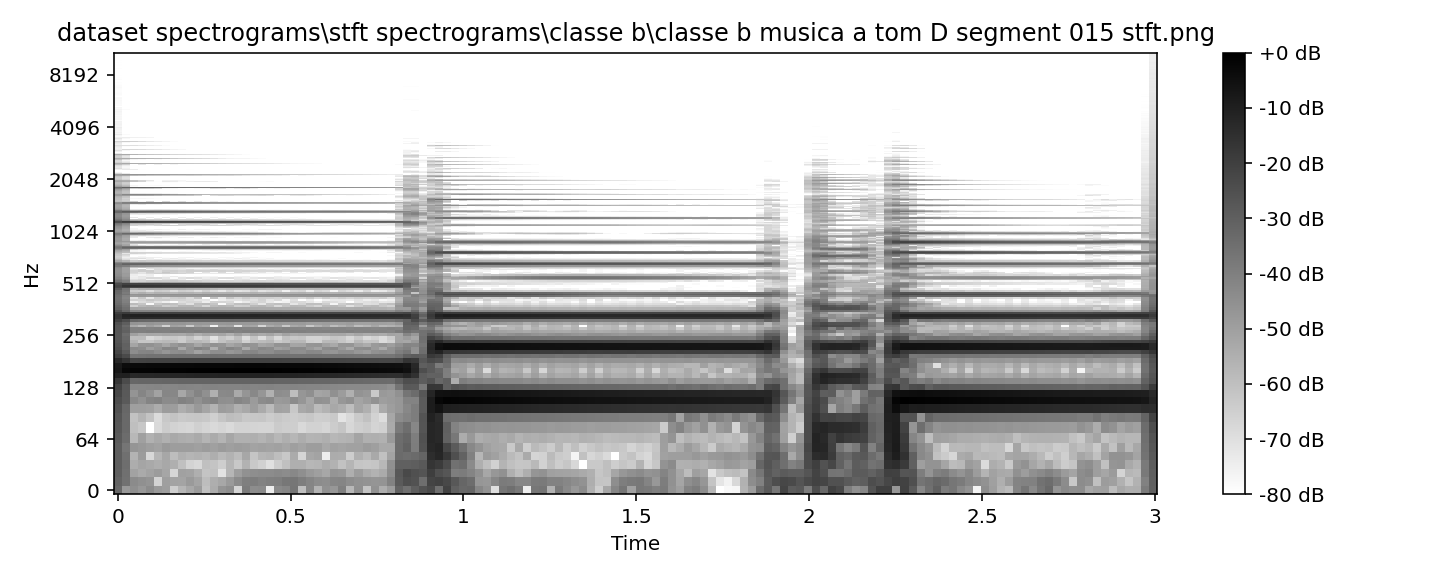 dataset spectrograms\stft spectrograms\classe b\classe b musica a tom D segment 015 stft.png
8192
4096
2048
1024
512
256
128
64
0
Hz
0
0.5
1
1.5
2
2.5
3
Time
+0 dB
-10 dB
-20 dB
-30 dB
-40 dB
-50 dB
-60 dB
-70 dB
-80 dB